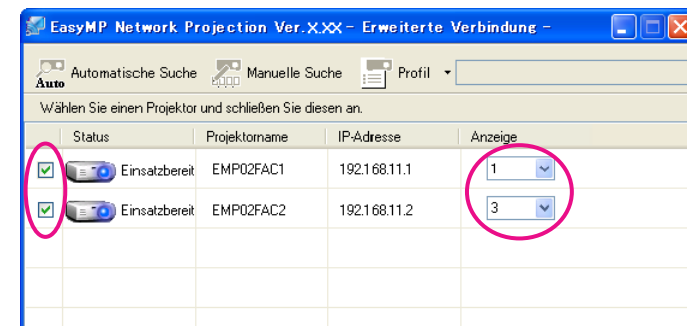 EasyMP Network Projection Ver.X.XX - Erweiterte Verbindung -
Auto Automatische Suche Manuelle Suche Profil
Wählen Sie einen Projektor und schließen Sie diesen an.
Status Projektorname IP-Adresse Anzeige
Einsatzbereit EMP02FAC1 192.168.11.1 1
Einsatzbereit EMP02FAC2 192.168.11.2 3